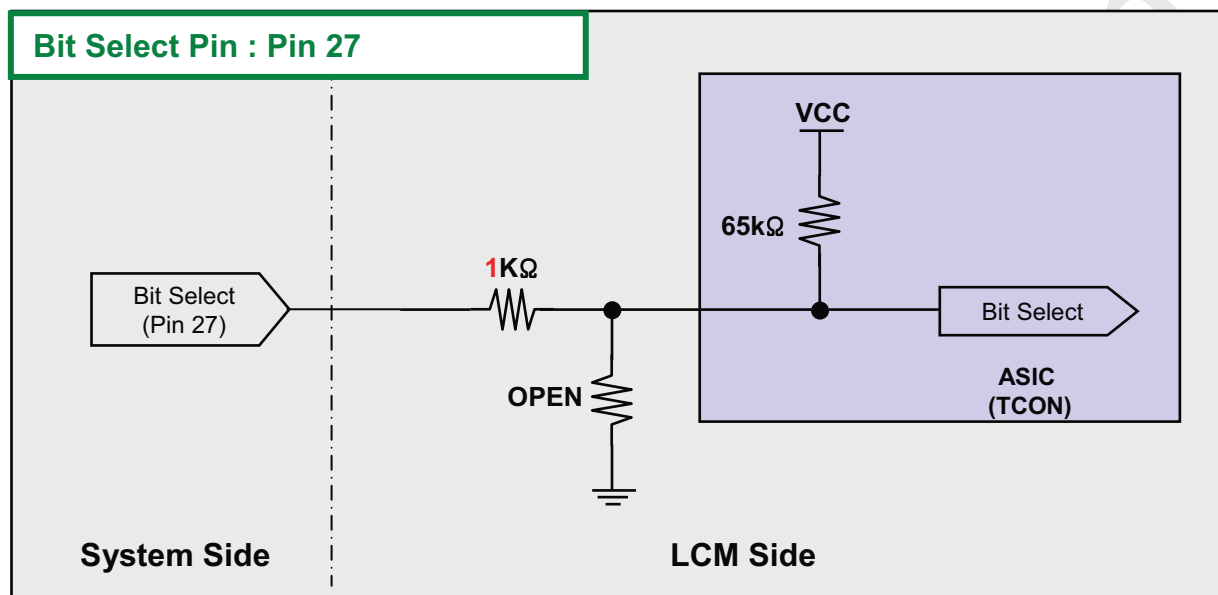 Bit Select Pin : Pin 27
VCC
65kΩ
1KΩ
Bit Select
(Pin 27)
Bit Select
OPEN
ASIC
(TCON)
System Side
LCM Side